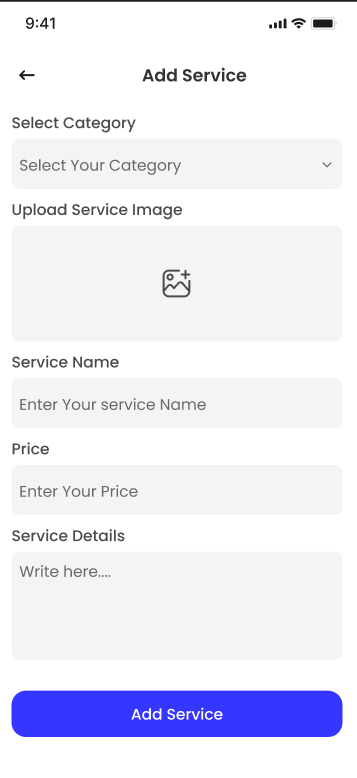 9:41
Add Service
Select Category
Select Your Category
Upload Service Image
Service Name
Enter Your service Name
Price
Enter Your Price
Service Details
Write here....
Add Service